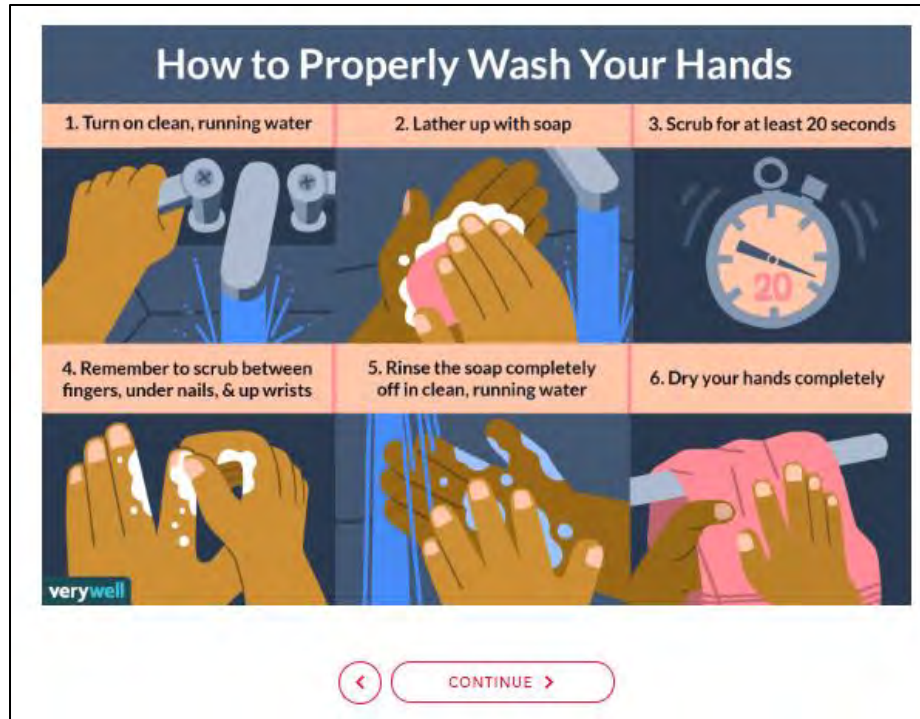 How to Properly Wash Your Hands
1. Turn on clean, running water
2. Lather up with soap
3. Scrub for at least 20 seconds
20
4. Remember to scrub between
fingers, under nails, & up wrists
5. Rinse the soap completely
off in clean, running water
6. Dry your hands completely
verywell
CONTINUE